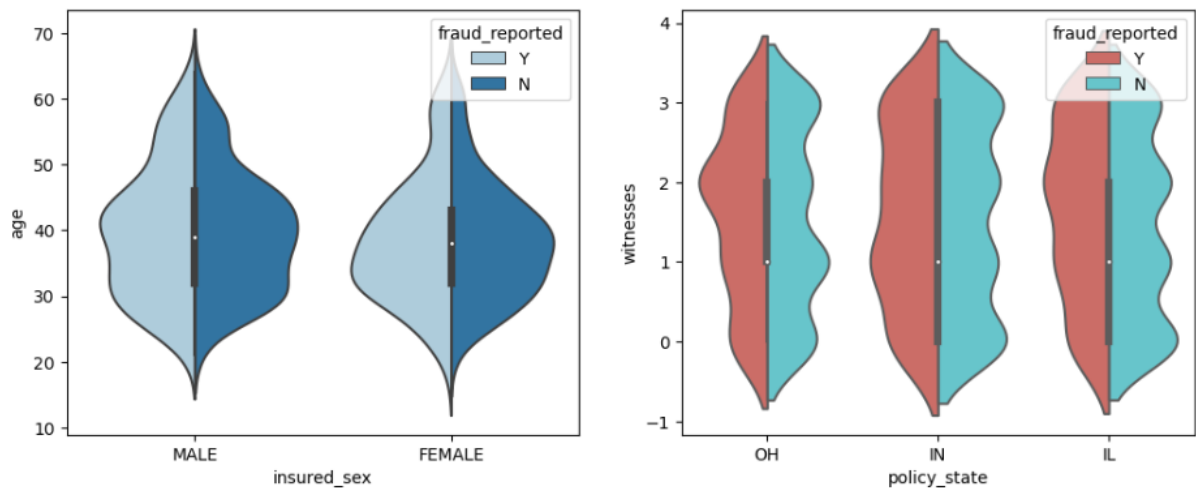 70
60
50
40
30
20
10
age
MALE FEMALE
insured_sex
fraud_reported
Y
N
4
3
2
1
0
−1
witnesses
OH IN IL
policy_state
fraud_reported
Y
N